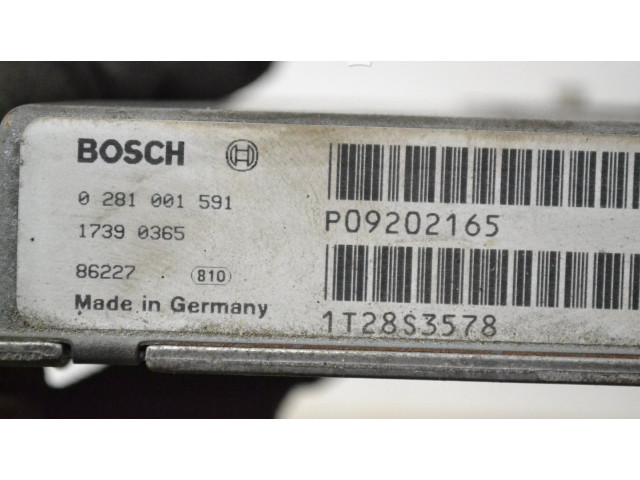 BOSCH
0 281 001 591
1739 0365
86227 810
Made in Germany
P09202165
1T28S3578